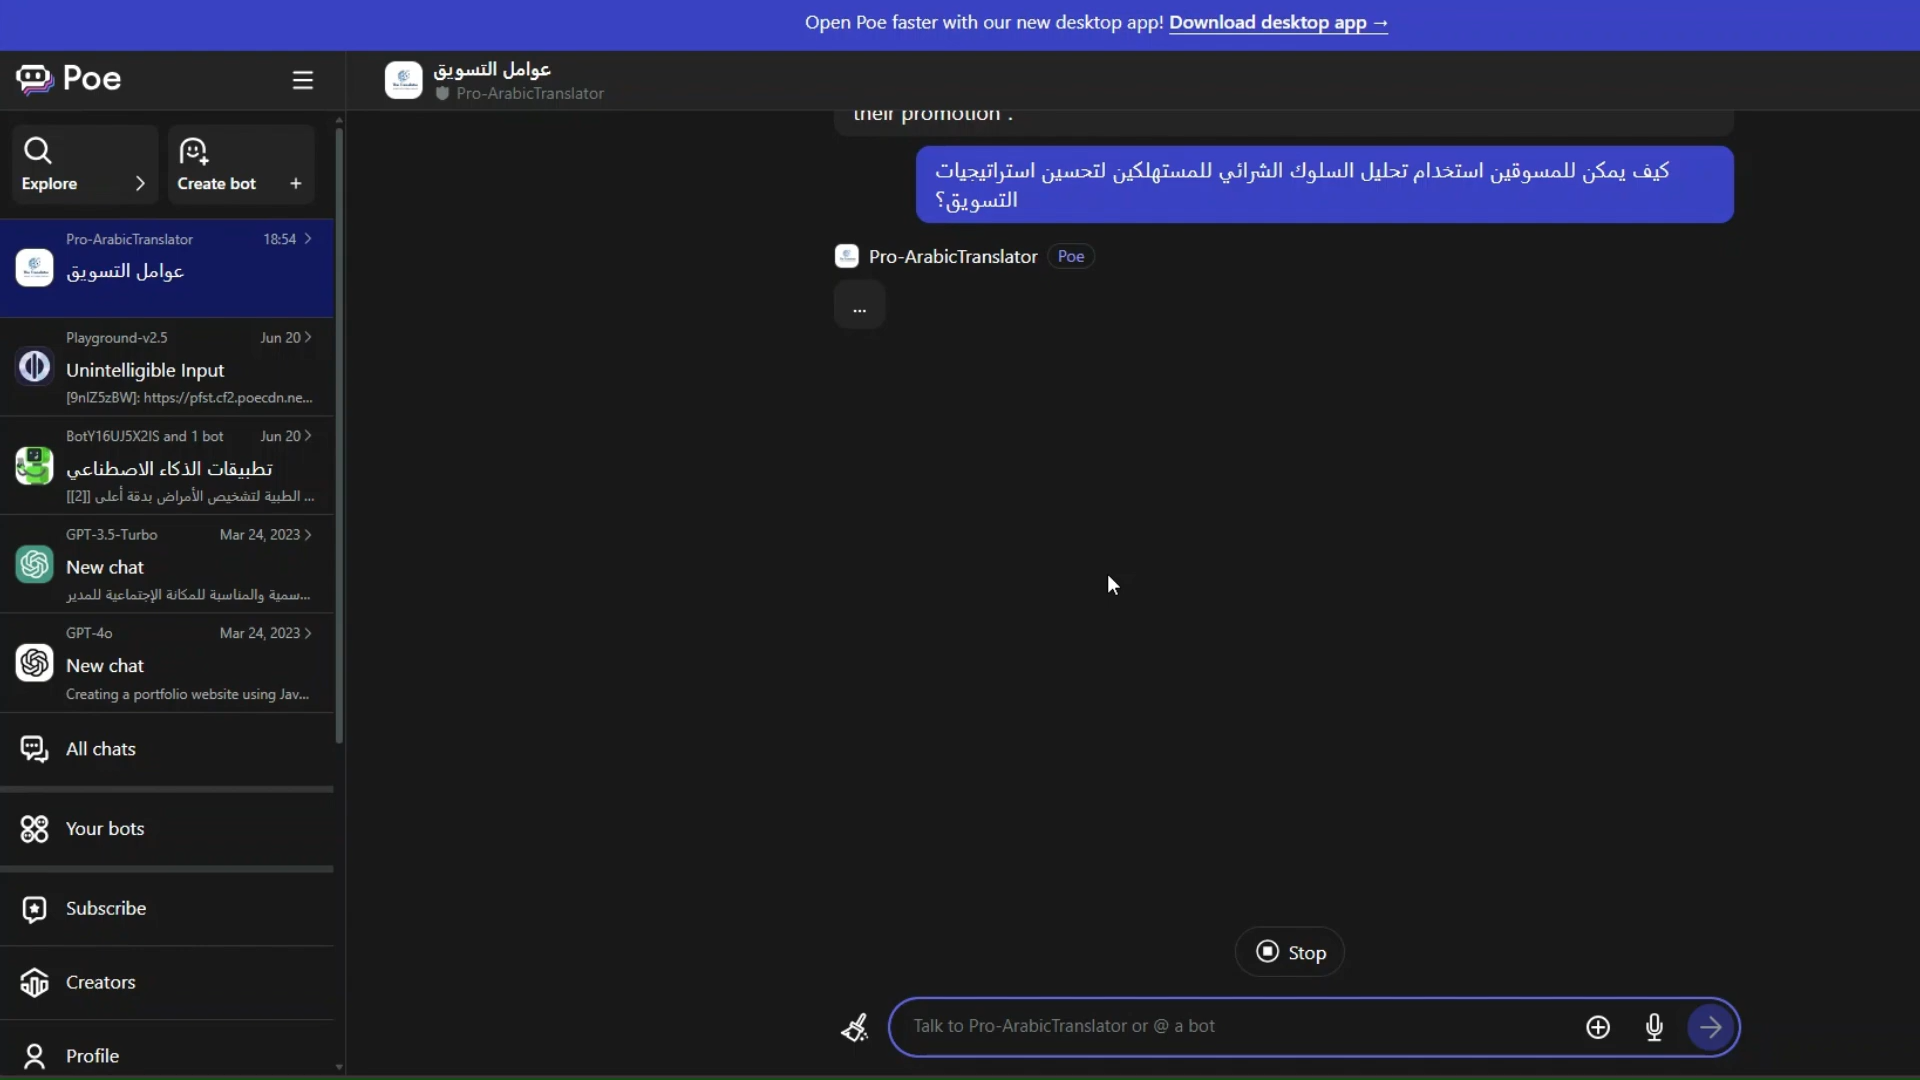 Open Poe faster with our new desktop app! Download desktop app →
Poe
Explore
Create bot +
Pro-ArabicTranslator 18:54
عوامل التسويق
Playground-v2.5 Jun 20
Unintelligible Input
[9nIZ5zBW]: https://pfst.cf2.poecdn.ne...
BotY16UJ5X2IS and 1 bot Jun 20
تطبيقات الذكاء الاصطناعي
... الطبية لتشخيص الأمراض بدقة أعلى [[2]]
GPT-3.5-Turbo Mar 24, 2023
New chat
...سمية والمناسبة للمكانة الإجتماعية للمدير
GPT-4o Mar 24, 2023
New chat
Creating a portfolio website using Jav...
All chats
Your bots
Subscribe
Creators
Profile
عوامل التسويق
Pro-ArabicTranslator
their promotion .
كيف يمكن للمسوقين استخدام تحليل السلوك الشرائي للمستهلكين لتحسين استراتيجيات
التسويق؟
Pro-ArabicTranslator Poe
...
Stop
Talk to Pro-ArabicTranslator or @ a bot